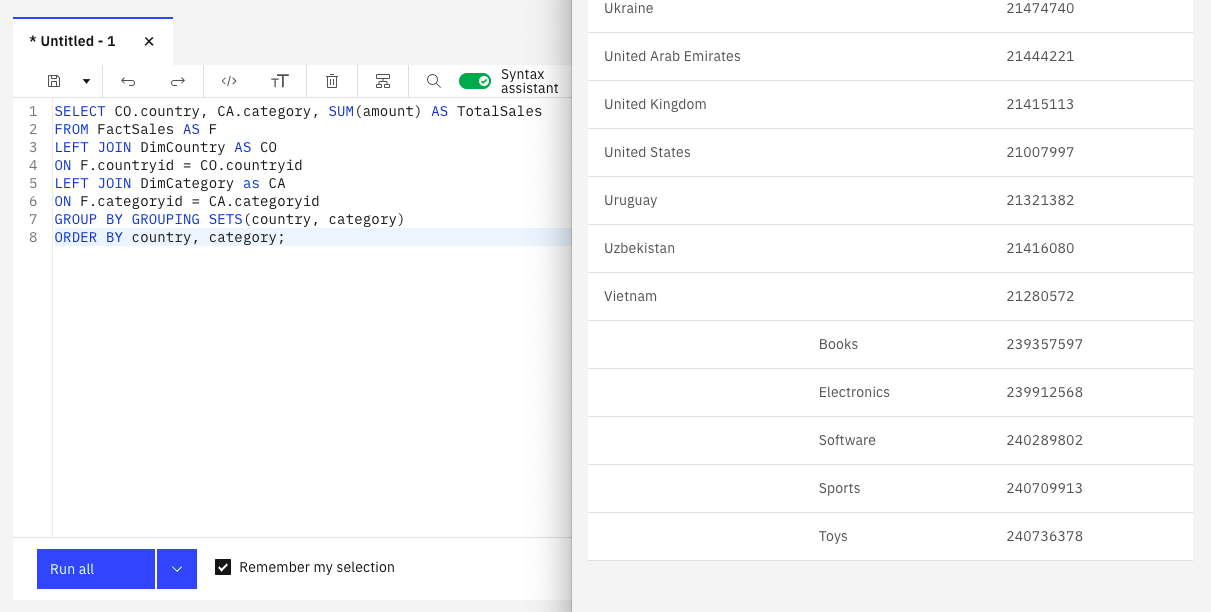 * Untitled - 1
Syntax assistant
1 SELECT CO.country, CA.category, SUM(amount) AS TotalSales
2 FROM FactSales AS F
3 LEFT JOIN DimCountry AS CO
4 ON F.countryid = CO.countryid
5 LEFT JOIN DimCategory as CA
6 ON F.categoryid = CA.categoryid
7 GROUP BY GROUPING SETS(country, category)
8 ORDER BY country, category;
Run all
Remember my selection
Ukraine 21474740
United Arab Emirates 21444221
United Kingdom 21415113
United States 21007997
Uruguay 21321382
Uzbekistan 21416080
Vietnam 21280572
Books 239357597
Electronics 239912568
Software 240289802
Sports 240709913
Toys 240736378